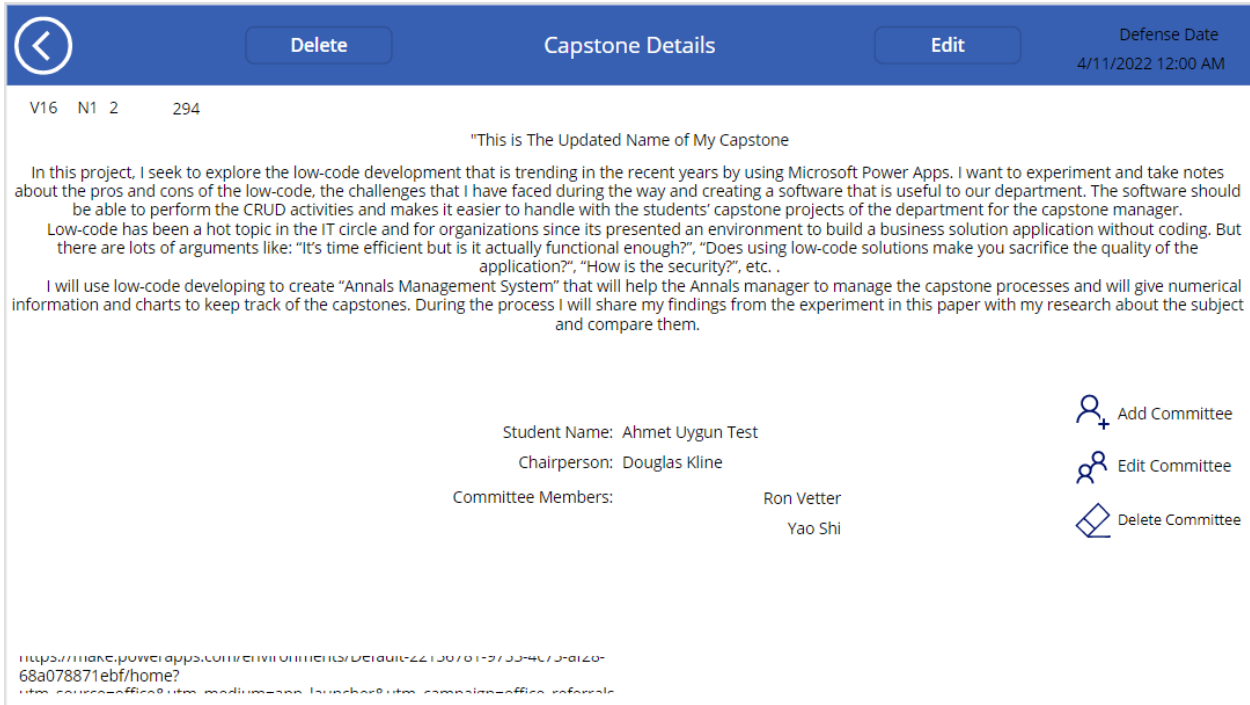 Delete
Capstone Details
Edit
Defense Date
4/11/2022 12:00 AM
V16 N1 2 294
"This is The Updated Name of My Capstone
In this project, I seek to explore the low-code development that is trending in the recent years by using Microsoft Power Apps. I want to experiment and take notes
about the pros and cons of the low-code, the challenges that I have faced during the way and creating a software that is useful to our department. The software should
be able to perform the CRUD activities and makes it easier to handle with the students’ capstone projects of the department for the capstone manager.
Low-code has been a hot topic in the IT circle and for organizations since its presented an environment to build a business solution application without coding. But
there are lots of arguments like: “It’s time efficient but is it actually functional enough?”, “Does using low-code solutions make you sacrifice the quality of the
application?“, “How is the security?”, etc. .
I will use low-code developing to create “Annals Management System” that will help the Annals manager to manage the capstone processes and will give numerical
information and charts to keep track of the capstones. During the process I will share my findings from the experiment in this paper with my research about the subject
and compare them.
Student Name: Ahmet Uygun Test
Chairperson: Douglas Kline
Committee Members: Ron Vetter
Yao Shi
Add Committee
Edit Committee
Delete Committee
68a078871ebf/home?
utm_source=office&utm_medium=app_launcher&utm_campaign=office_referrals